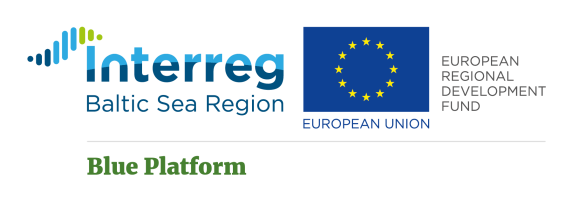 Interreg
Baltic Sea Region
EUROPEAN UNION
EUROPEAN
REGIONAL
DEVELOPMENT
FUND
Blue Platform